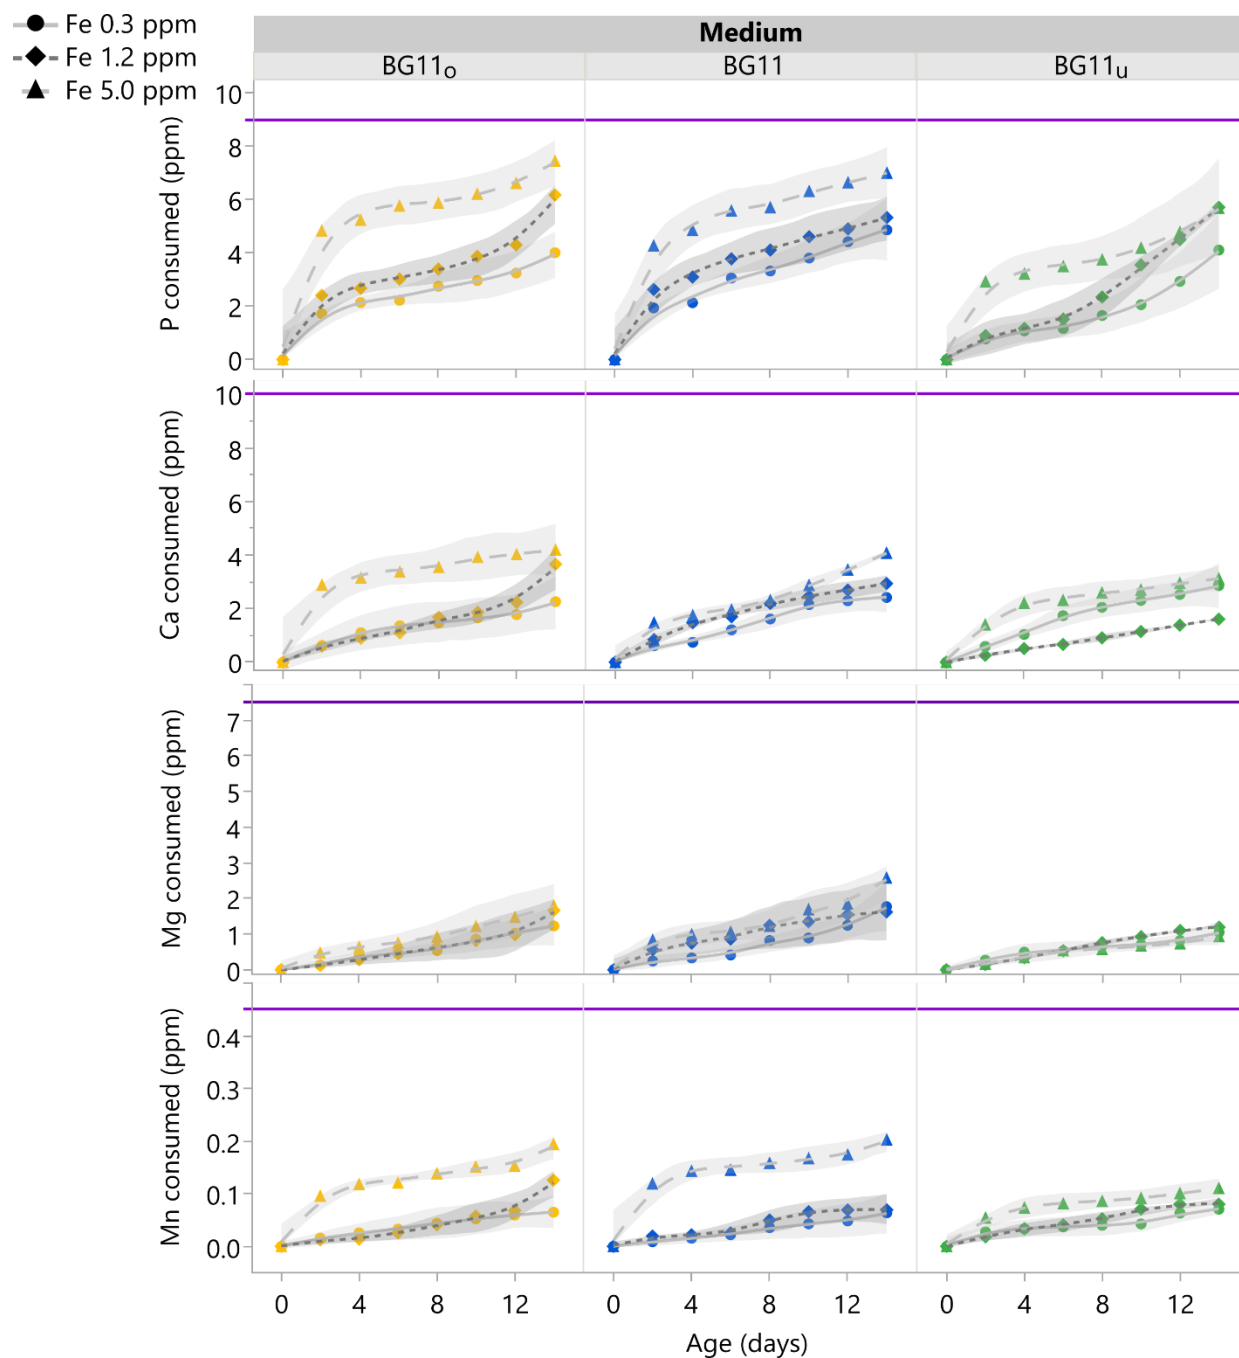 Fe 0.3 ppm
Fe 1.2 ppm
Fe 5.0 ppm
Medium
BG11o BG11 BG11u
P consumed (ppm)
10
8
6
4
2
0
Ca consumed (ppm)
10
8
6
4
2
0
Mg consumed (ppm)
7
6
5
4
3
2
1
0
Mn consumed (ppm)
0.4
0.3
0.2
0.1
0.0
0 4 8 12 0 4 8 12 0 4 8 12
Age (days)